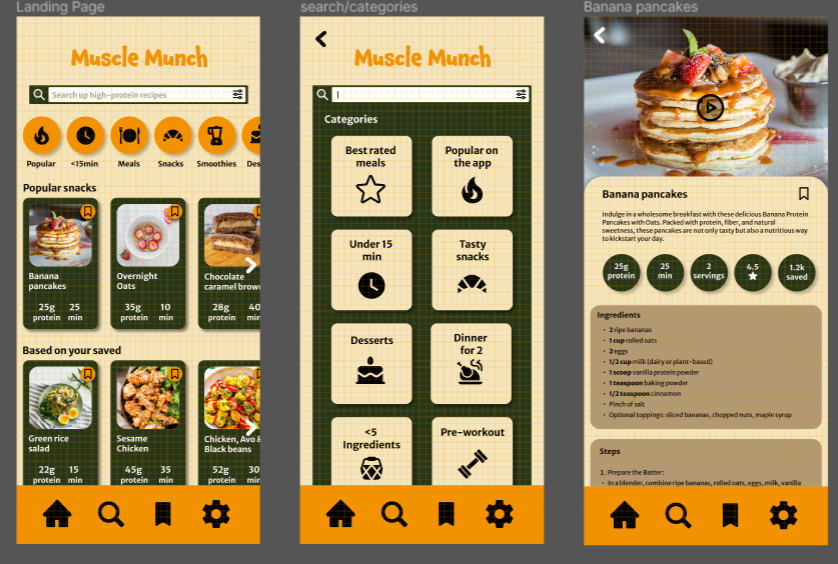 Landing Page
Muscle Munch
Search up high-protein recipes
Popular
<15min
Meals
Snacks
Smoothies
Des
Popular snacks
Banana
pancakes
25g
protein
25
min
Overnight
Oats
35g
protein
10
min
Chocolate
caramel brown
28g
protein
40
min
Based on your saved
Green rice
salad
22g
protein
15
min
Sesame
Chicken
45g
protein
35
min
Chicken, Avo &
Black beans
52g
protein
30
min
search/categories
Muscle Munch
Categories
Best rated
meals
Popular on
the app
Under 15
min
Tasty
snacks
Desserts
Dinner
for 2
<5
Ingredients
Pre-workout
Banana pancakes
Banana pancakes
Indulge in a wholesome breakfast with these delicious Banana Protein
Pancakes with Oats. Packed with protein, fiber, and natural
sweetness, these pancakes are not only tasty but also a nutritious way
to kickstart your day.
25g
protein
25
min
2
servings
4.5
1.2k
saved
Ingredients
• 2 ripe bananas
• 1 cup rolled oats
• 2 eggs
• 1/2 cup milk (dairy or plant-based)
• 1 scoop vanilla protein powder
• 1 teaspoon baking powder
• 1/2 teaspoon cinnamon
• Pinch of salt
• Optional toppings: sliced bananas, chopped nuts, maple syrup
Steps
1. Prepare the Batter:
• In a blender, combine ripe bananas, rolled oats, eggs, milk, vanilla